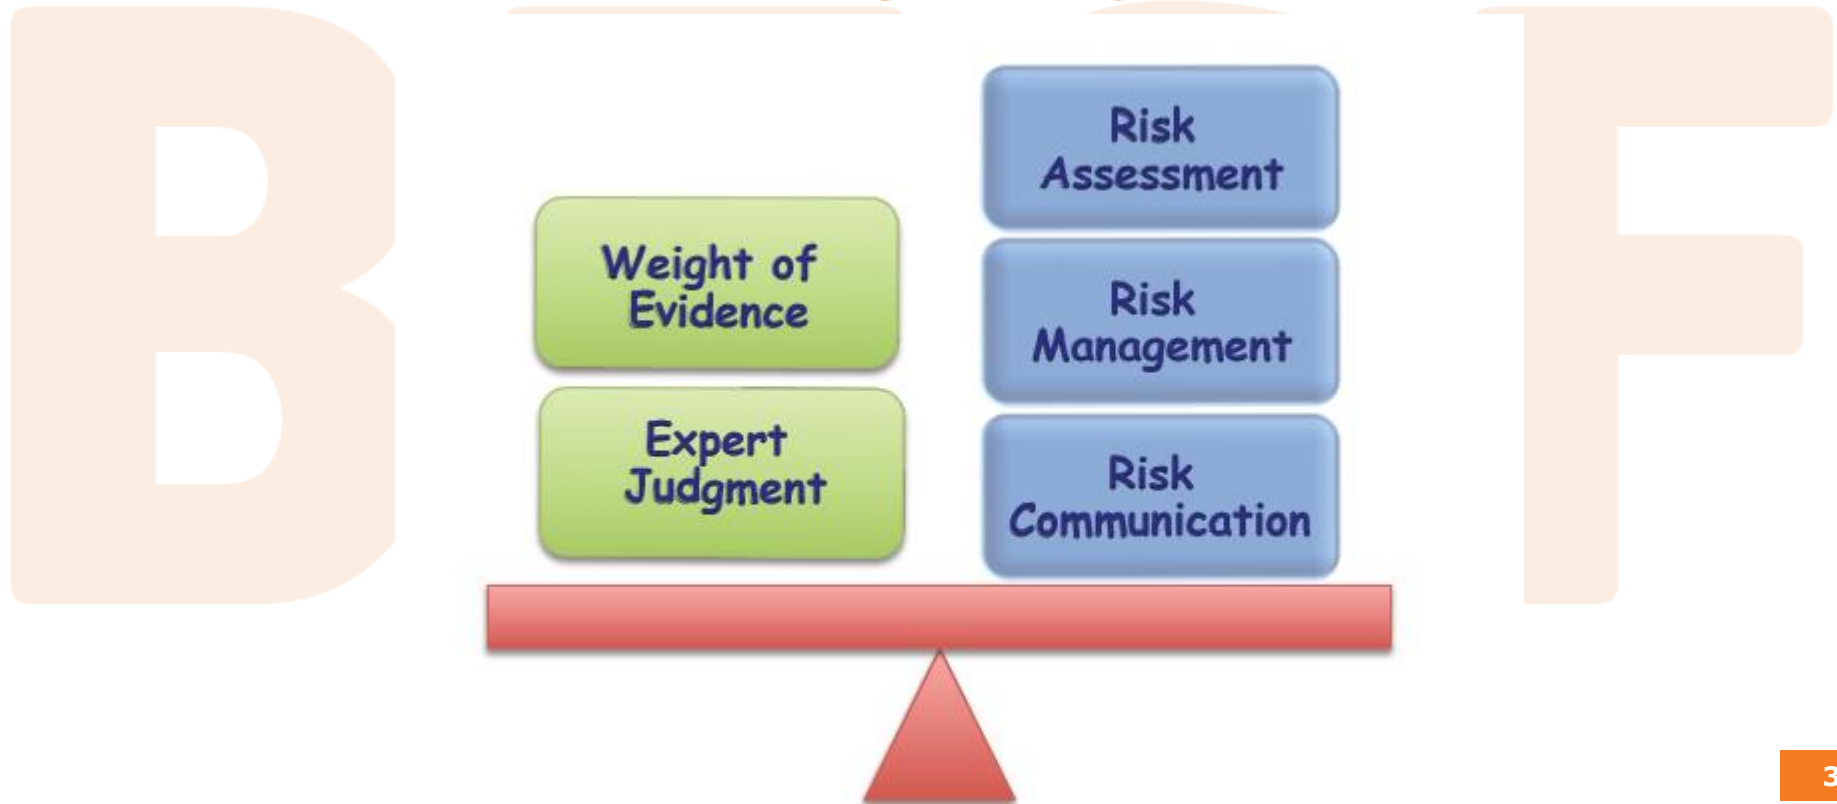 Weight of
Evidence
Expert
Judgment
Risk
Assessment
Risk
Management
Risk
Communication
3